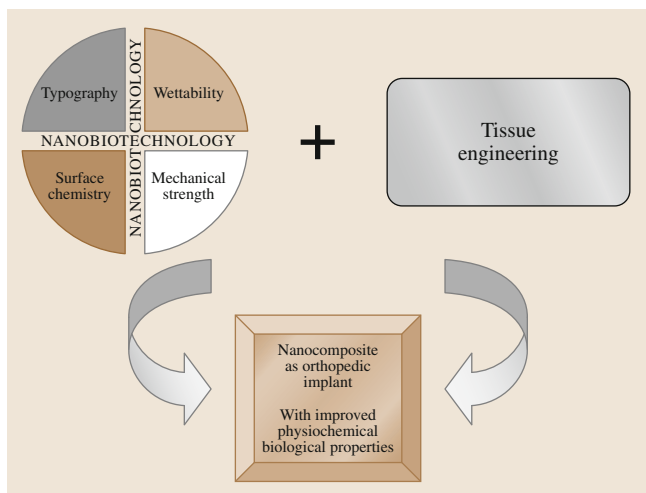 Typography
Wettability
NANOBIOTECHNOLOGY
NANOBIOTECHNOLOGY
Surface
chemistry
Mechanical
strength
+
Tissue
engineering
Nanocomposite
as orthopedic
implant
With improved
physiochemical
biological properties